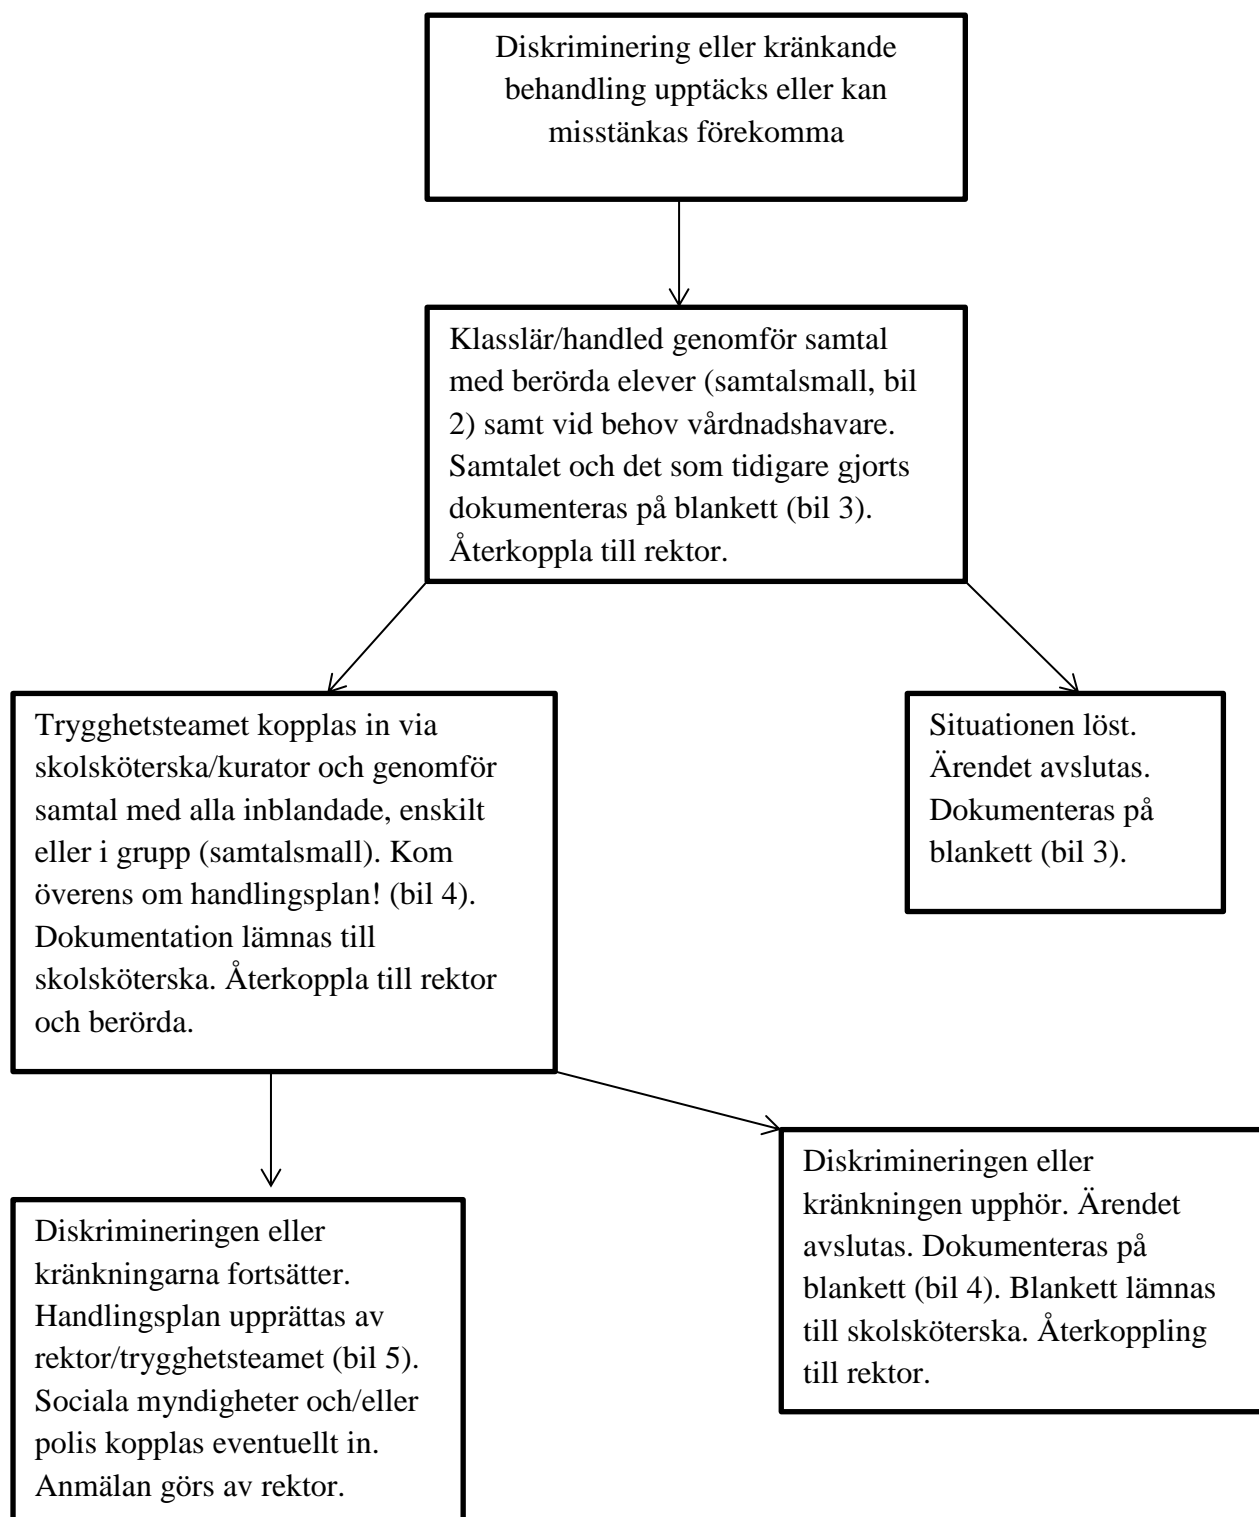 Diskriminering eller kränkande
behandling upptäcks eller kan
misstänkas förekomma
Klasslär/handled genomför samtal
med berörda elever (samtalsmall, bil
2) samt vid behov vårdnadshavare.
Samtalet och det som tidigare gjorts
dokumenteras på blankett (bil 3).
Återkoppla till rektor.
Trygghetsteamet kopplas in via
skolsköterska/kurator och genomför
samtal med alla inblandade, enskilt
eller i grupp (samtalsmall). Kom
överens om handlingsplan! (bil 4).
Dokumentation lämnas till
skolsköterska. Återkoppla till rektor
och berörda.
Situationen löst.
Ärendet avslutas.
Dokumenteras på
blankett (bil 3).
Diskrimineringen eller
kränkningen upphör. Ärendet
avslutas. Dokumenteras på
blankett (bil 4). Blankett lämnas
till skolsköterska. Återkoppling
till rektor.
Diskrimineringen eller
kränkningarna fortsätter.
Handlingsplan upprättas av
rektor/trygghetsteamet (bil 5).
Sociala myndigheter och/eller
polis kopplas eventuellt in.
Anmälan görs av rektor.